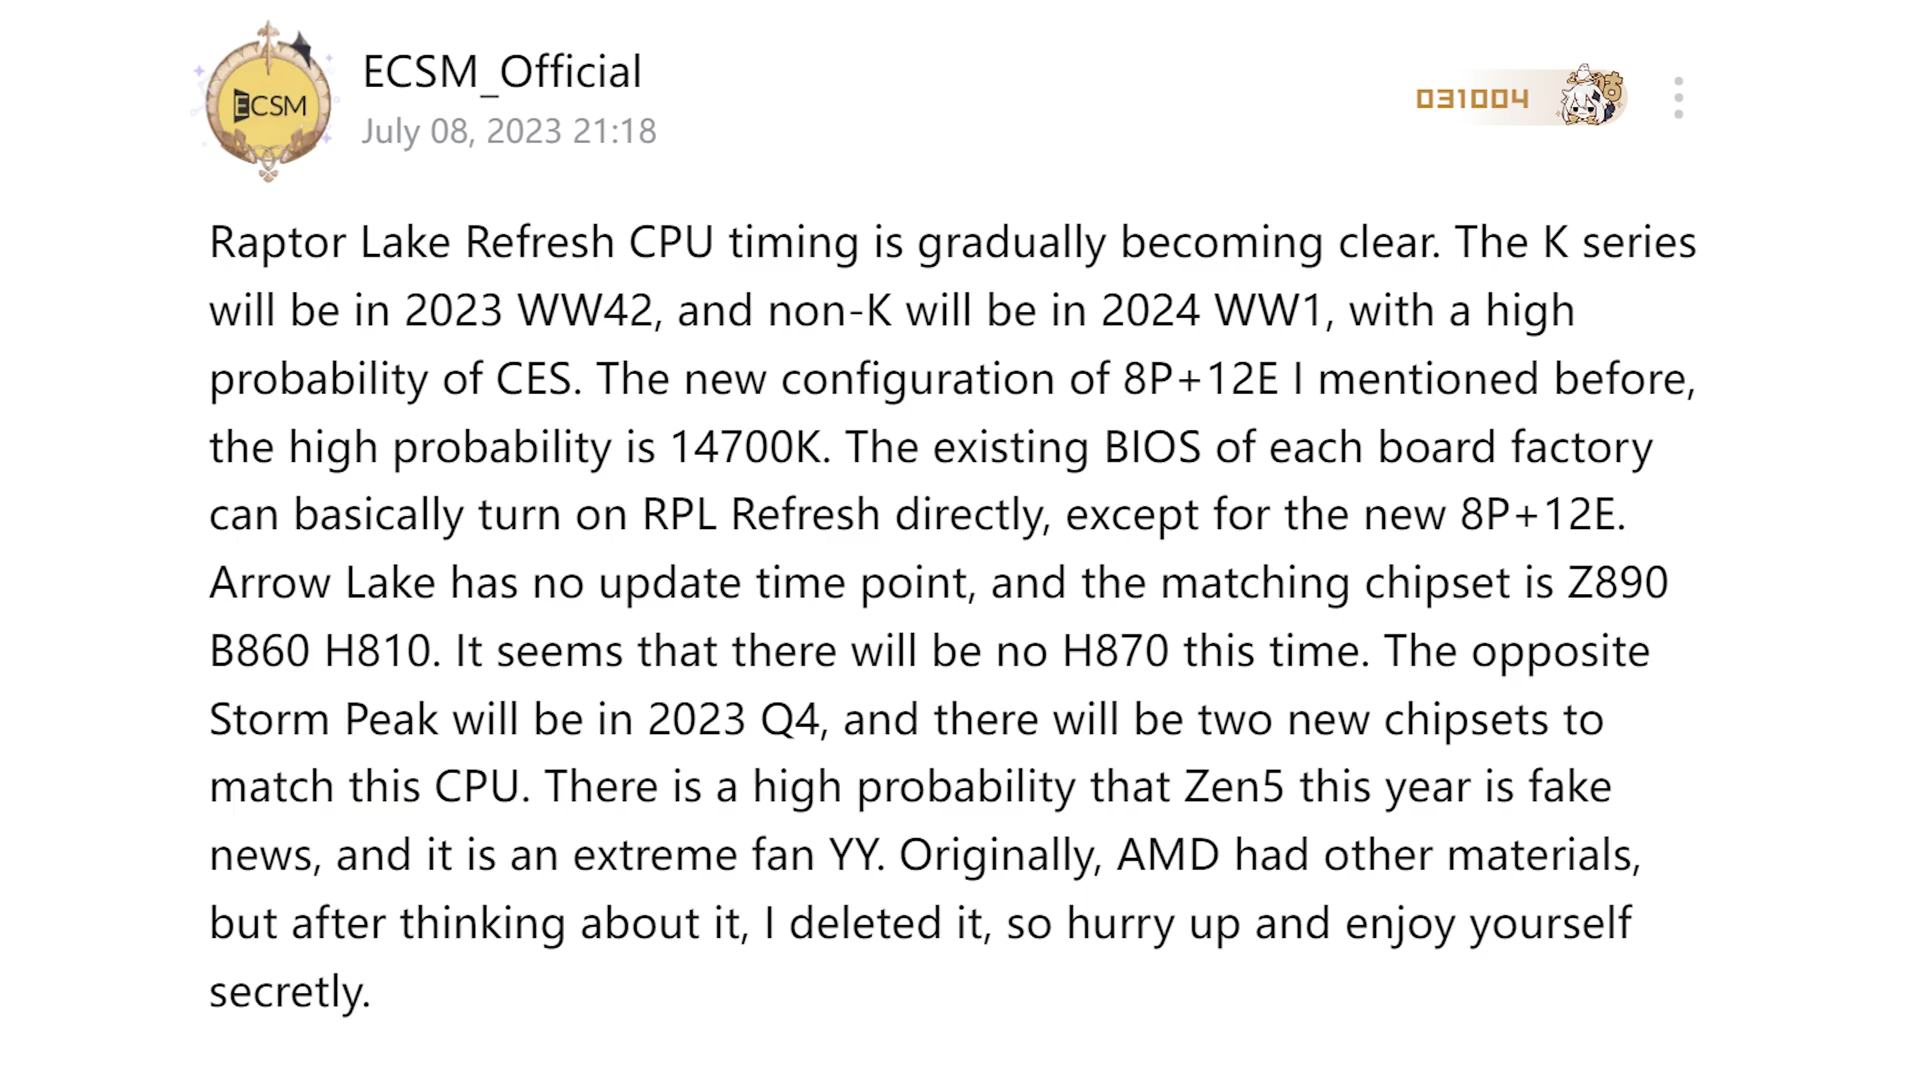 ECSM_Official
July 08, 2023 21:18
ECSM
031004
Raptor Lake Refresh CPU timing is gradually becoming clear. The K series
will be in 2023 WW42, and non-K will be in 2024 WW1, with a high
probability of CES. The new configuration of 8P+12E I mentioned before,
the high probability is 14700K. The existing BIOS of each board factory
can basically turn on RPL Refresh directly, except for the new 8P+12E.
Arrow Lake has no update time point, and the matching chipset is Z890
B860 H810. It seems that there will be no H870 this time. The opposite
Storm Peak will be in 2023 Q4, and there will be two new chipsets to
match this CPU. There is a high probability that Zen5 this year is fake
news, and it is an extreme fan YY. Originally, AMD had other materials,
but after thinking about it, I deleted it, so hurry up and enjoy yourself
secretly.